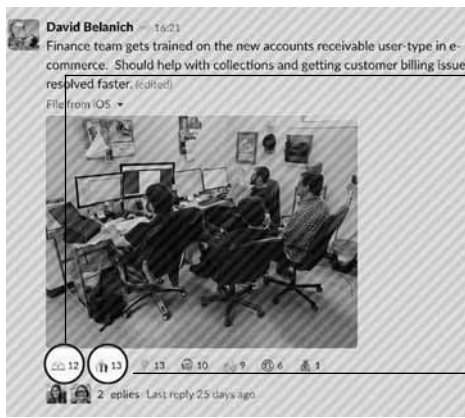 David Belanich 16:21
Finance team gets trained on the new accounts receivable user-type in e-
commerce. Should help with collections and getting customer billing issue
resolved faster. (edited)
File from iOS
12 13 13 10 9 6 1
2 eplies Last reply 25 days ago